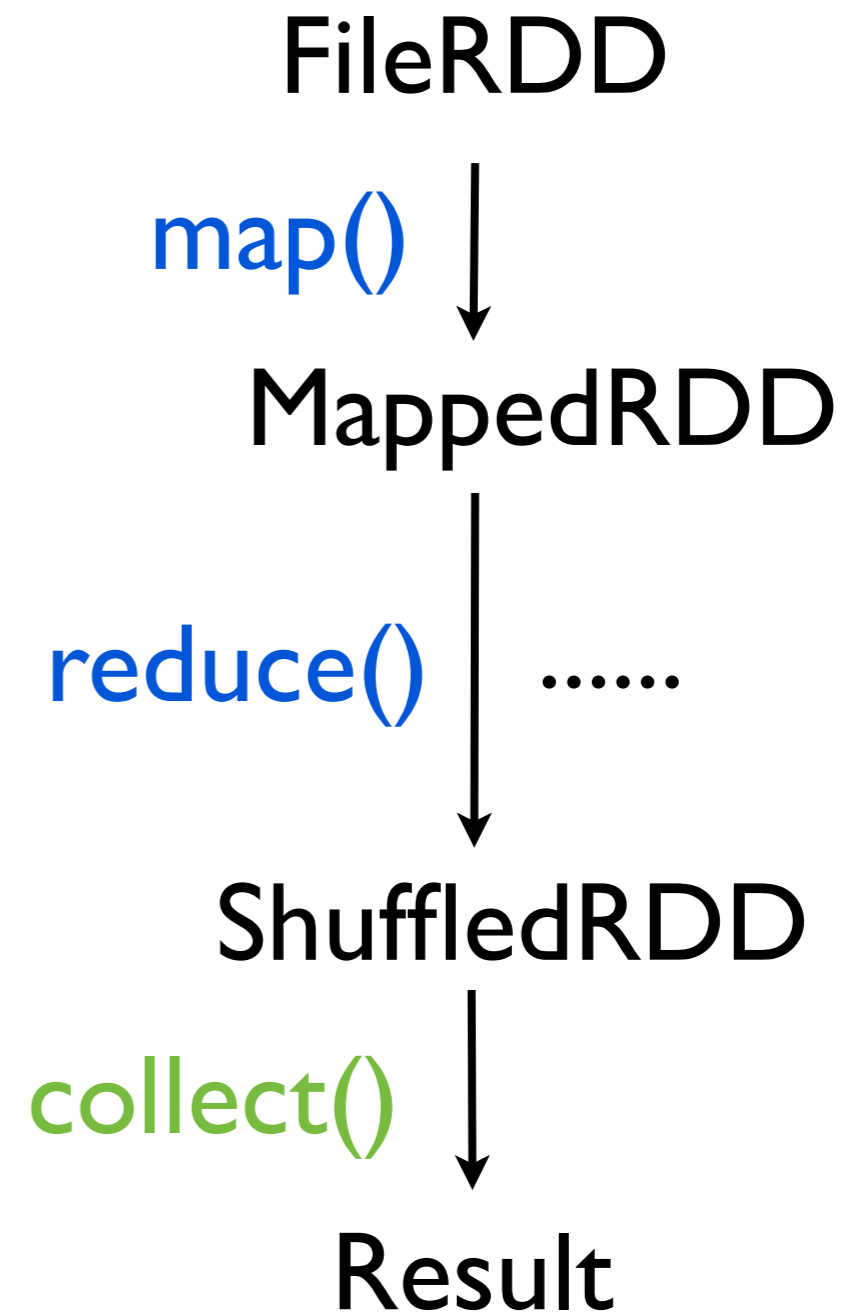 FileRDD
map()
MappedRDD
reduce()
......
ShuffledRDD
collect()
Result